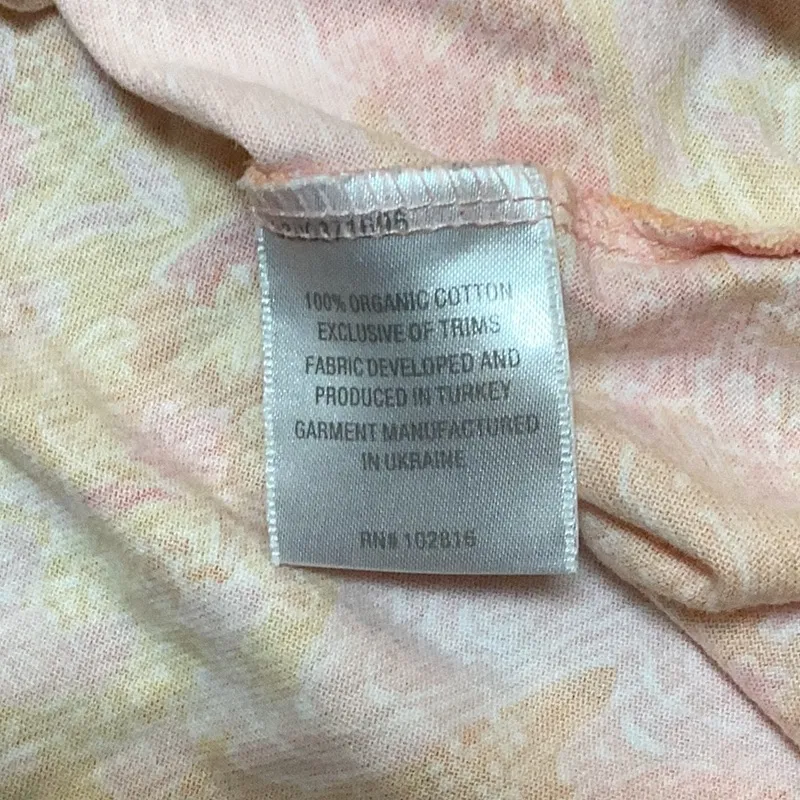 100% ORGANIC COTTON
EXCLUSIVE OF TRIMS
FABRIC DEVELOPED AND
PRODUCED IN TURKEY
GARMENT MANUFACTURED
IN UKRAINE
RN# 102816